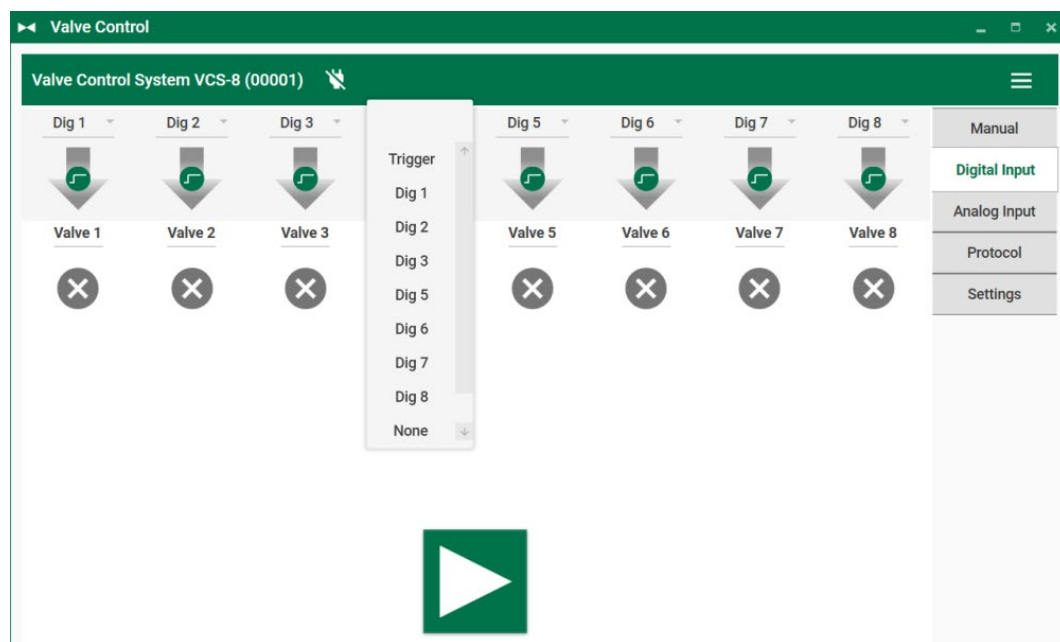 Valve Control
Valve Control System VCS-8 (00001)
Dig 1 Dig 2 Dig 3 Dig 5 Dig 6 Dig 7 Dig 8
Valve 1 Valve 2 Valve 3 Valve 5 Valve 6 Valve 7 Valve 8
Trigger
Dig 1
Dig 2
Dig 3
Dig 5
Dig 6
Dig 7
Dig 8
None
Manual
Digital Input
Analog Input
Protocol
Settings